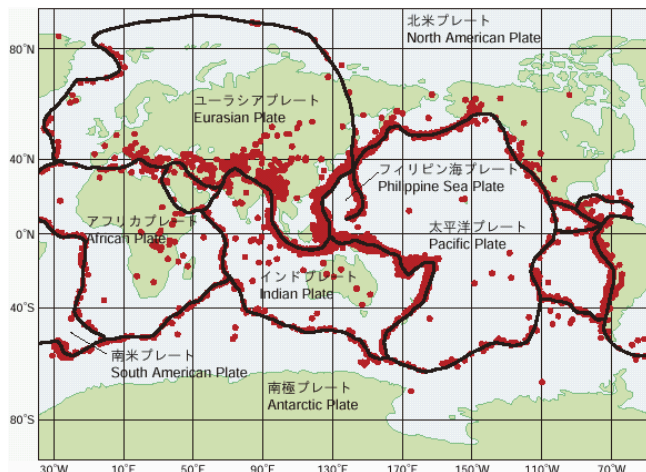 北米プレート
North American Plate
80°N
ユーラシアプレート
Eurasian Plate
40°N
フィリピン海プレート
Philippine Sea Plate
アフリカプレート
African Plate
太平洋プレート
Pacific Plate
0°N
インドプレート
Indian Plate
40°S
南米プレート
South American Plate
南極プレート
Antarctic Plate
80°S
30°W 10°E 50°E 90°E 130°E 170°E 150°W 110°W 70°W